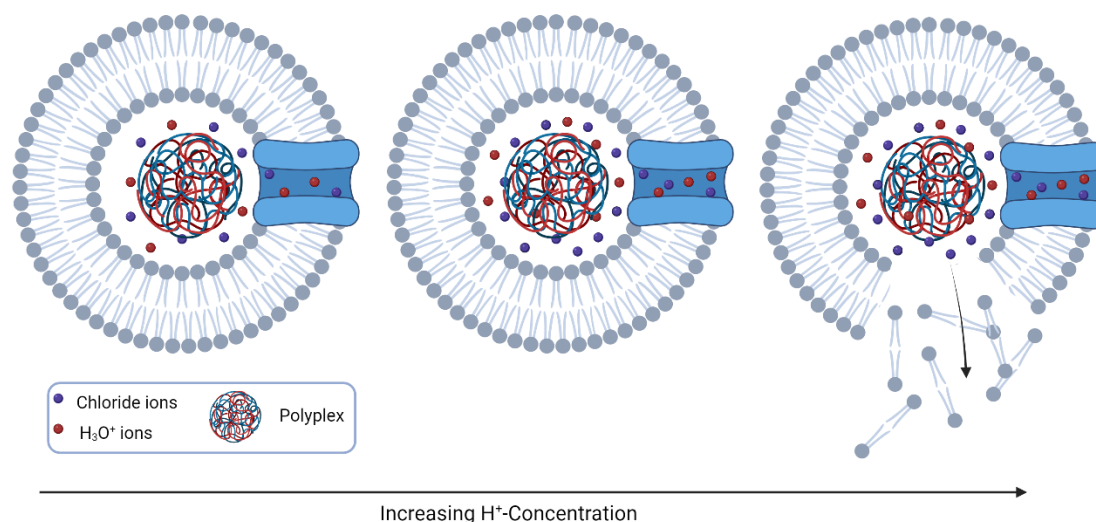 Chloride ions
H₃O⁺ ions
Polyplex
Increasing H⁺-Concentration